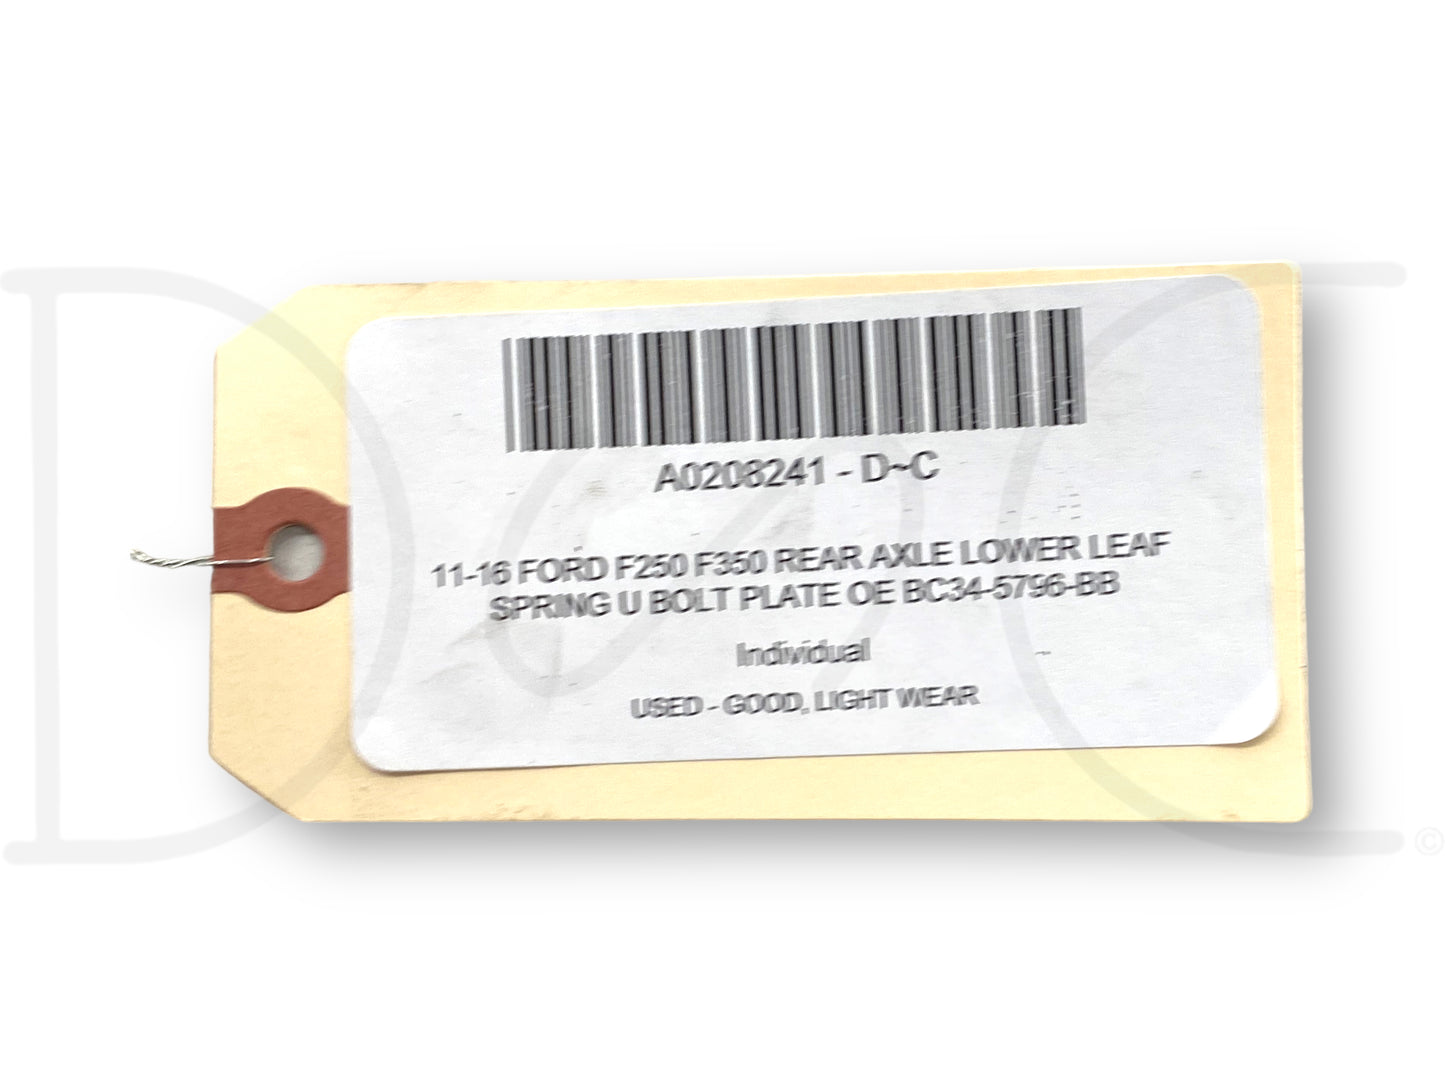 A0208241 - D~C
11-16 FORD F250 F350 REAR AXLE LOWER LEAF
SPRING U BOLT PLATE OE BC34-5796-BB
Individual
USED - GOOD, LIGHT WEAR
D C
©